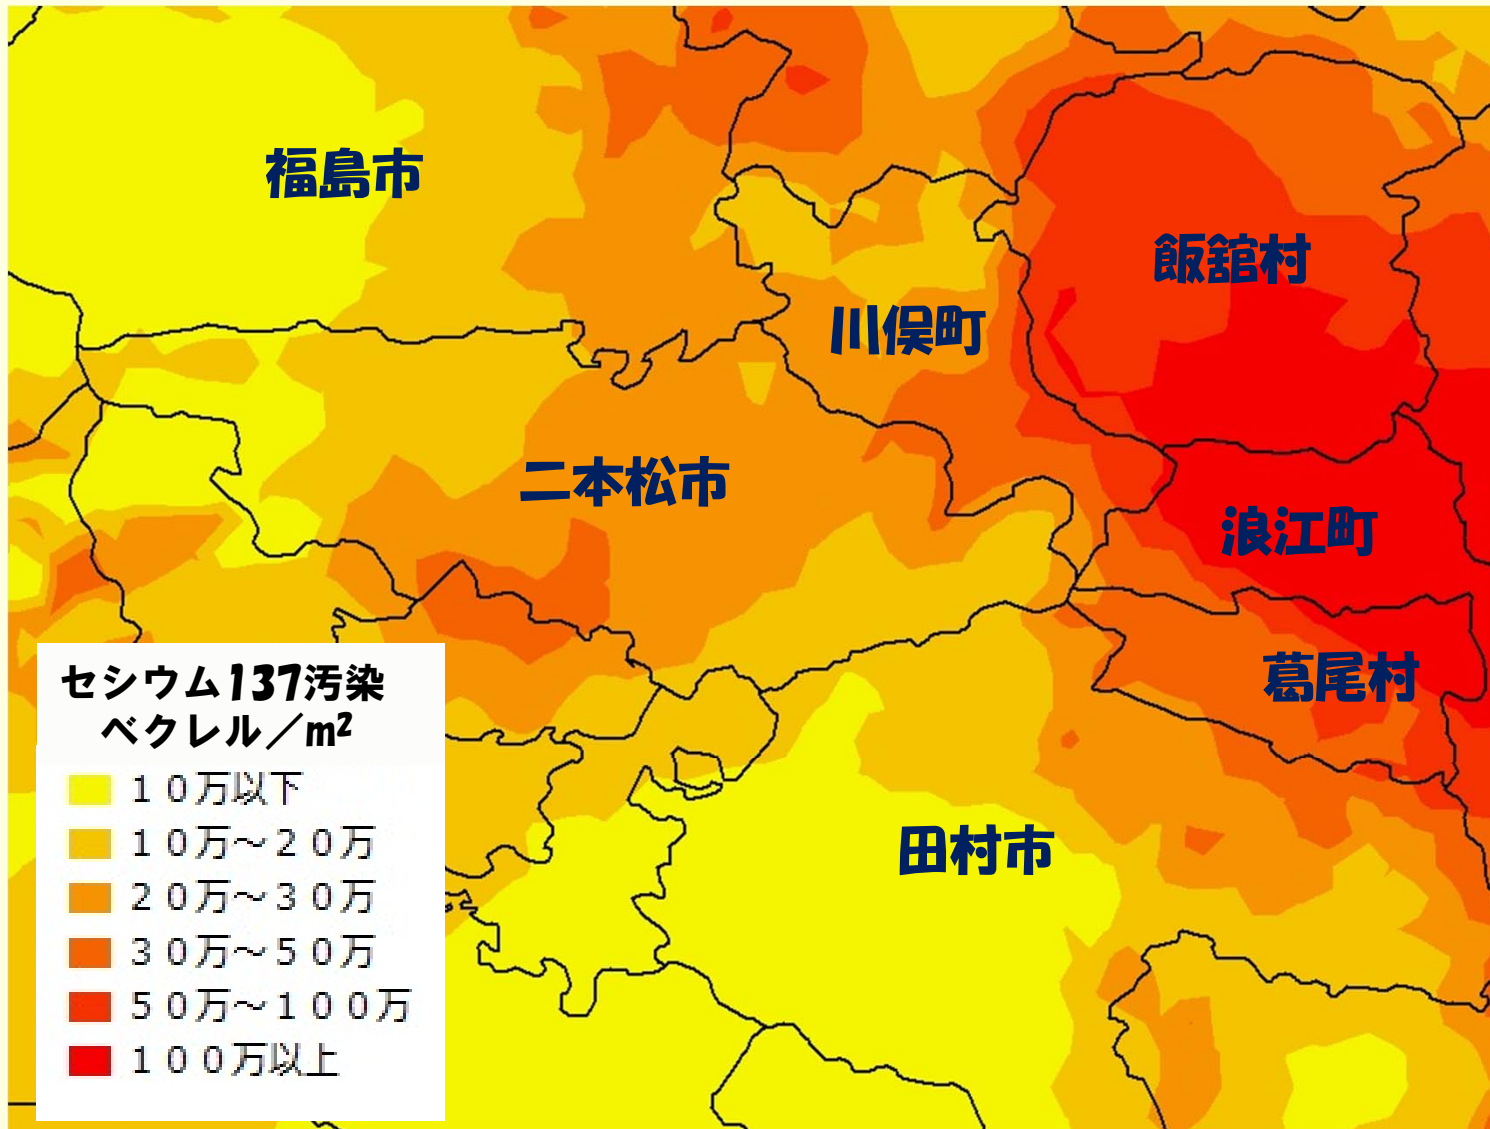 福島市
飯舘村
川俣町
二本松市
浪江町
葛尾村
田村市
セシウム137汚染
ベクレル／m²
１０万以下
１０万～２０万
２０万～３０万
３０万～５０万
５０万～１００万
１００万以上